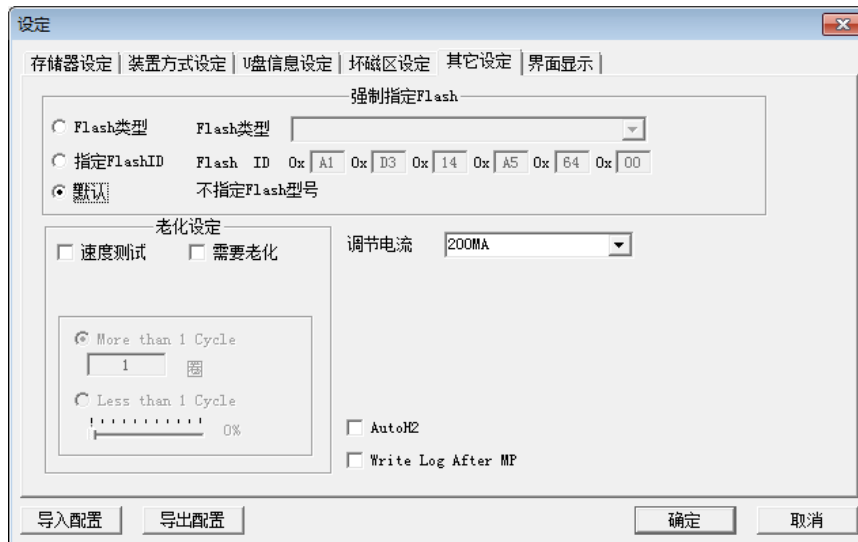 设定
存储器设定 装置方式设定 U盘信息设定 坏磁区设定 其它设定 界面显示
强制指定Flash
Flash类型 Flash类型
指定FlashID Flash ID 0x A1 0x D3 0x 14 0x A5 0x 64 0x 00
默认 不指定Flash型号
老化设定
速度测试 需要老化
调节电流 200MA
More than 1 Cycle
1 圈
Less than 1 Cycle
0%
AutoH2
Write Log After MP
导入配置 导出配置 确定 取消